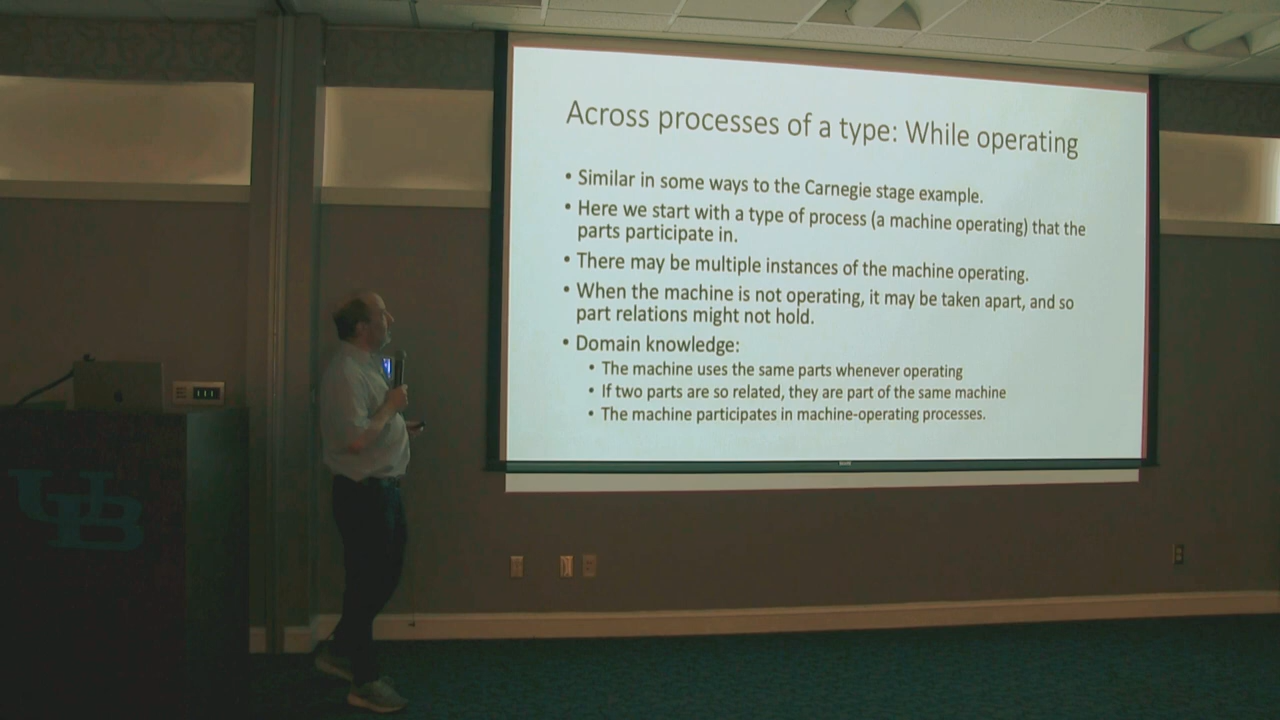 Across processes of a type: While operating
• Similar in some ways to the Carnegie stage example.
• Here we start with a type of process (a machine operating) that the
parts participate in.
• There may be multiple instances of the machine operating.
• When the machine is not operating, it may be taken apart, and so
part relations might not hold.
• Domain knowledge:
• The machine uses the same parts whenever operating
• If two parts are so related, they are part of the same machine
• The machine participates in machine-operating processes.
UB